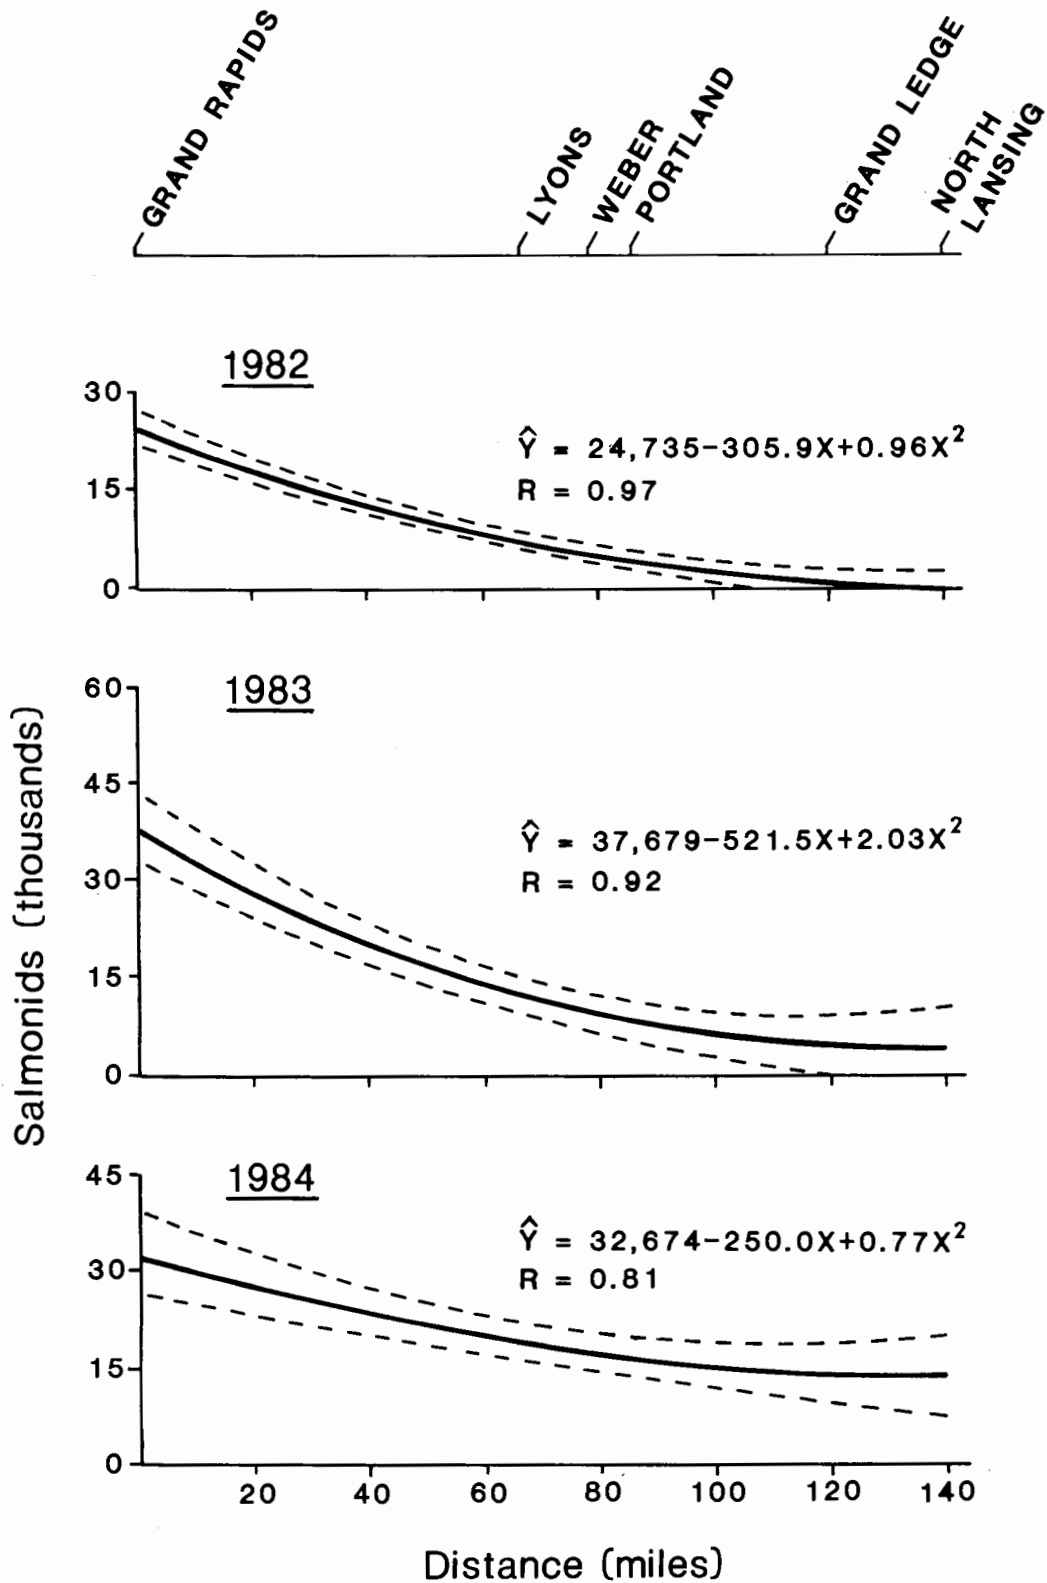 GRAND RAPIDS
LYONS
WEBER
PORTLAND
GRAND LEDGE
NORTH
LANSING
1982
30
15
0
Ŷ = 24,735-305.9X+0.96X²
R = 0.97
1983
60
45
30
15
0
Ŷ = 37,679-521.5X+2.03X²
R = 0.92
Salmonids (thousands)
1984
45
30
15
0
Ŷ = 32,674-250.0X+0.77X²
R = 0.81
20 40 60 80 100 120 140
Distance (miles)